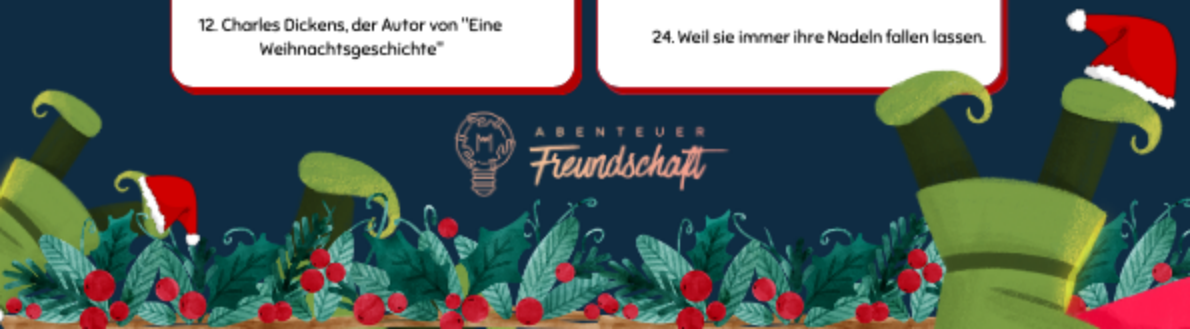 12. Charles Dickens, der Autor von "Eine
Weihnachtsgeschichte"
24. Weil sie immer ihre Nadeln fallen lassen.
ABENTEUER
Freundschaft